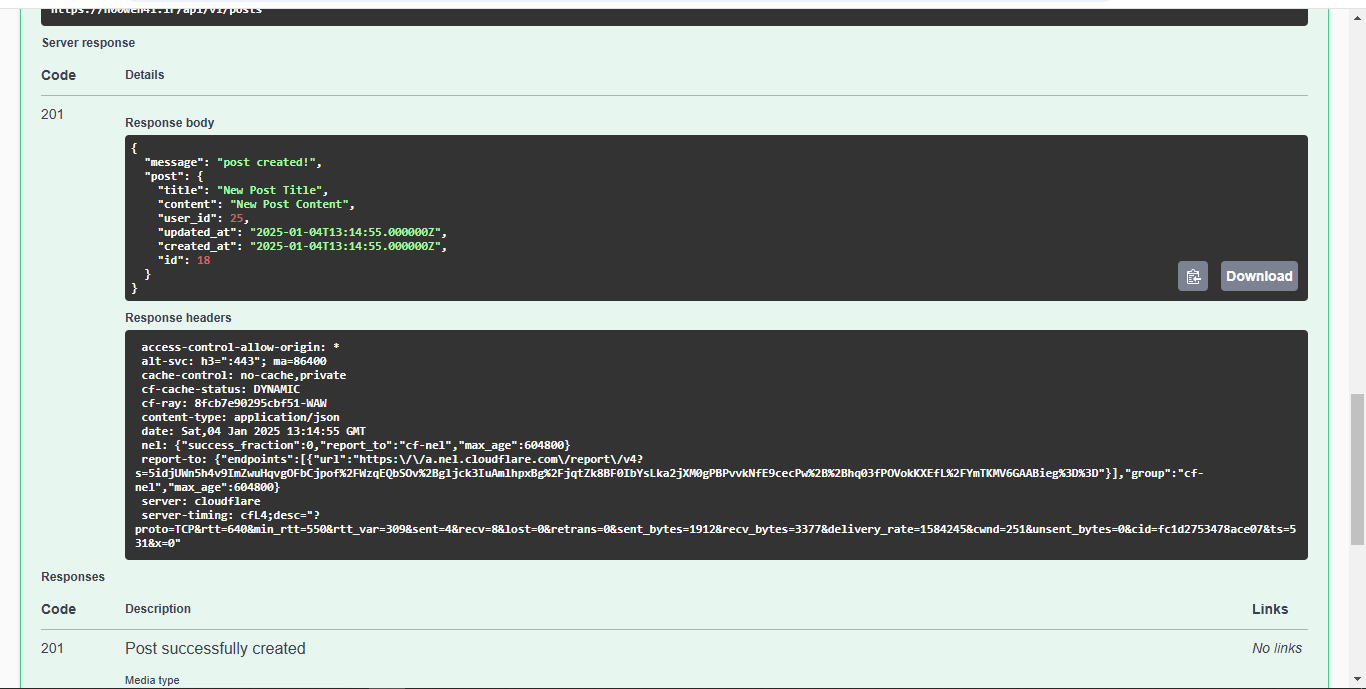 Server response
Code Details
201
Response body
{
"message": "post created!",
"post": {
"title": "New Post Title",
"content": "New Post Content",
"user_id": 25,
"updated_at": "2025-01-04T13:14:55.000000Z",
"created_at": "2025-01-04T13:14:55.000000Z",
"id": 18
}
}
Download
Response headers
access-control-allow-origin: *
alt-svc: h3=":443"; ma=86400
cache-control: no-cache,private
cf-cache-status: DYNAMIC
cf-ray: 8fcb7e90295cbf51-WAW
content-type: application/json
date: Sat,04 Jan 2025 13:14:55 GMT
nel: {"success_fraction":0,"report_to":"cf-nel","max_age":604800}
report-to: {"endpoints":[{"url":"https:\/\/a.nel.cloudflare.com\/report\/v4?
s=5idjUWn5h4v9ImZwuHqvgOFbCjpof%2FWzqEQbSOv%2Bgljck3IuAmlhpxBg%2FjqtZk8BF0IbYsLka2jXM0gPBPvvkNfE9cecPw%2B%2Bhq03fPOVokKXEfL%2FYmTKMV6GAABieg%3D%3D"}],"group":"cf-
nel","max_age":604800}
server: cloudflare
server-timing: cfL4;desc="?
proto=TCP&rtt=640&min_rtt=550&rtt_var=309&sent=4&recv=8&lost=0&retrans=0&sent_bytes=1912&recv_bytes=3377&delivery_rate=1584245&cwnd=251&unsent_bytes=0&cid=fc1d2753478ace07&ts=5
31&x=0"
Responses
Code Description Links
201 Post successfully created No links
Media type